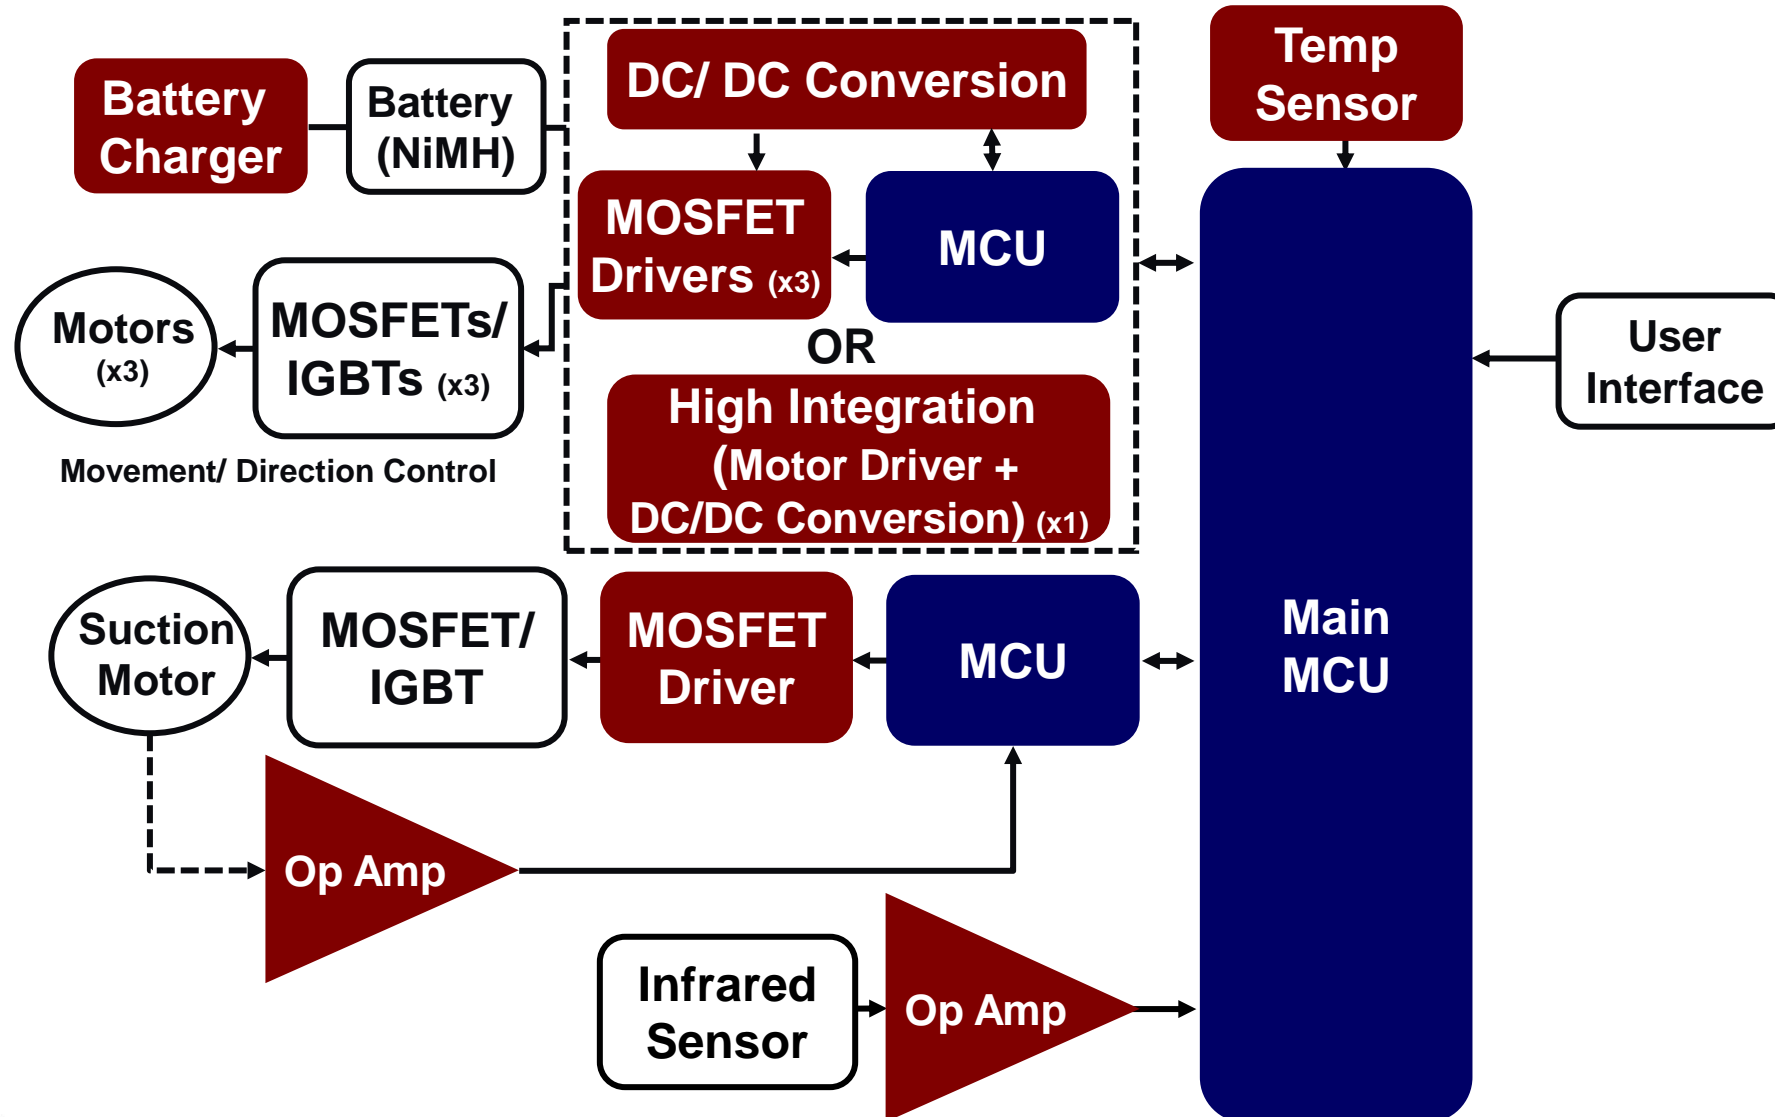 Battery
Charger
Battery
(NiMH)
DC/ DC Conversion
Temp
Sensor
MOSFET
Drivers (x3)
MCU
Motors
(x3)
MOSFETs/
IGBTs (x3)
Movement/ Direction Control
OR
High Integration
(Motor Driver +
DC/DC Conversion) (x1)
User
Interface
Suction
Motor
MOSFET/
IGBT
MOSFET
Driver
MCU
Main
MCU
Op Amp
Infrared
Sensor
Op Amp